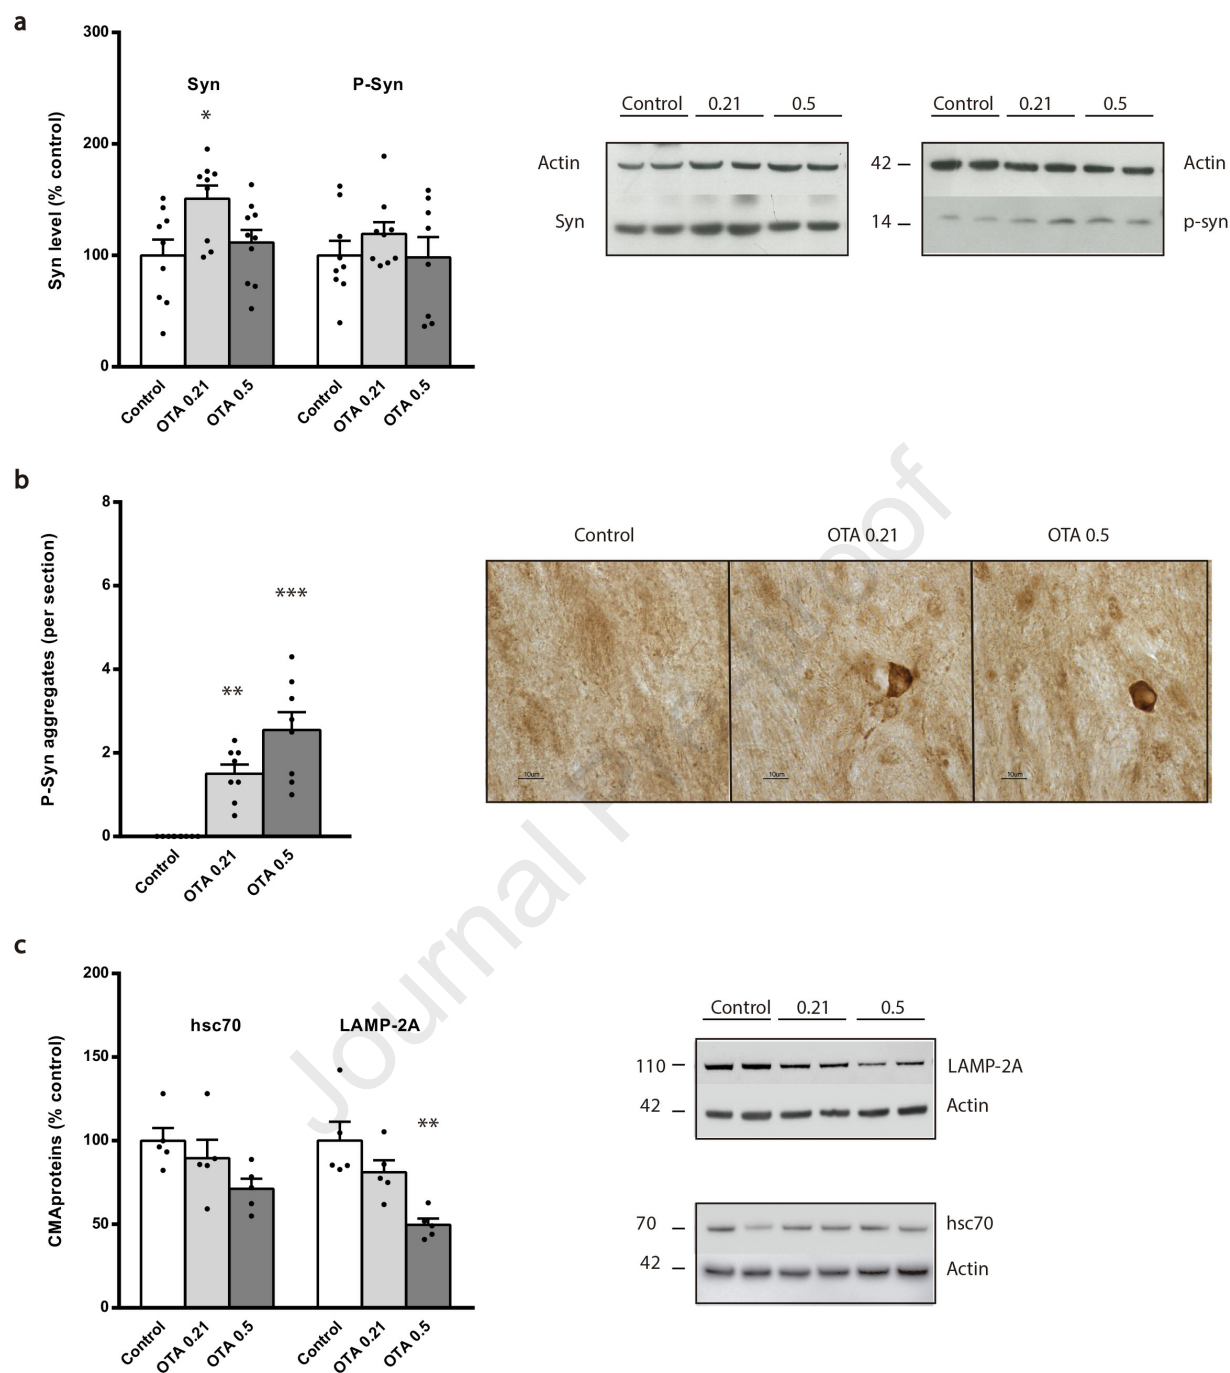 a
300
200
100
0
Syn level (% control)
Syn
P-Syn
*
Control
OTA 0.21
OTA 0.5
Control
OTA 0.21
OTA 0.5
Control 0.21 0.5
Actin
Syn
Control 0.21 0.5
42 Actin
14 p-syn
b
8
6
4
2
0
P-Syn aggregates (per section)
**
***
Control
OTA 0.21
OTA 0.5
Control OTA 0.21 OTA 0.5
10um 10um 10um
c
200
150
100
50
0
CMAproteins (% control)
hsc70
LAMP-2A
**
Control
OTA 0.21
OTA 0.5
Control
OTA 0.21
OTA 0.5
Control 0.21 0.5
110 LAMP-2A
42 Actin
70 hsc70
42 Actin
Journal Pre-proof